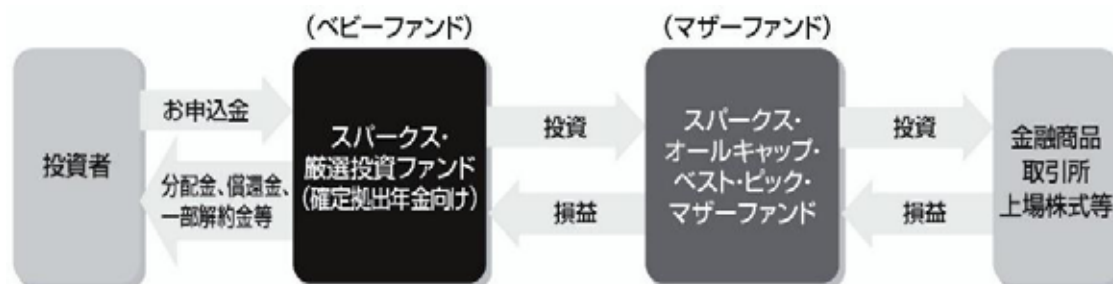 (ベビーファンド)
(マザーファンド)
投資者
お申込金
分配金、償還金、
一部解約金等
スパークス・
厳選投資ファンド
(確定拠出年金向け)
投資
損益
スパークス・
オールキャップ・
ベスト・ピック・
マザーファンド
投資
損益
金融商品
取引所
上場株式等